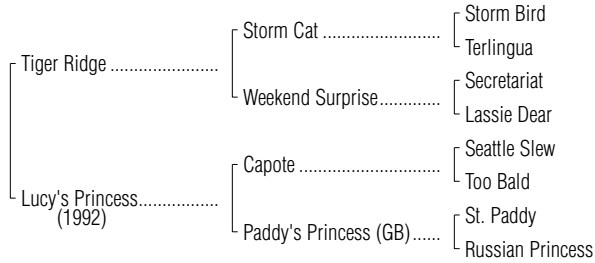 Storm Bird
Storm Cat ..........................
Terlingua
Tiger Ridge ........................
Secretariat
Weekend Surprise..............
Lassie Dear
Seattle Slew
Capote ...............................
Too Bald
Lucy's Princess..................
(1992)
St. Paddy
Paddy's Princess (GB)......
Russian Princess